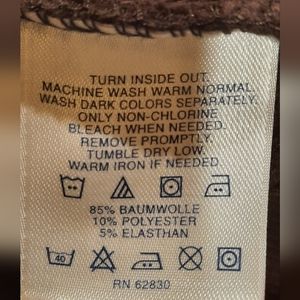 TURN INSIDE OUT.
MACHINE WASH WARM NORMAL.
WASH DARK COLORS SEPARATELY.
ONLY NON-CHLORINE
BLEACH WHEN NEEDED.
REMOVE PROMPTLY.
TUMBLE DRY LOW.
WARM IRON IF NEEDED.
85% BAUMWOLLE
10% POLYESTER
5% ELASTHAN
40
RN 62830